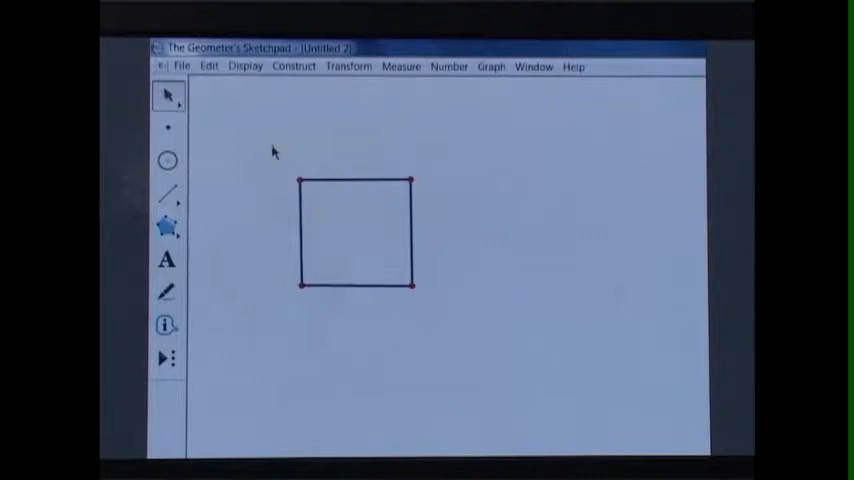 The Geometer's Sketchpad - [Untitled 2]
File Edit Display Construct Transform Measure Number Graph Window Help
A
i